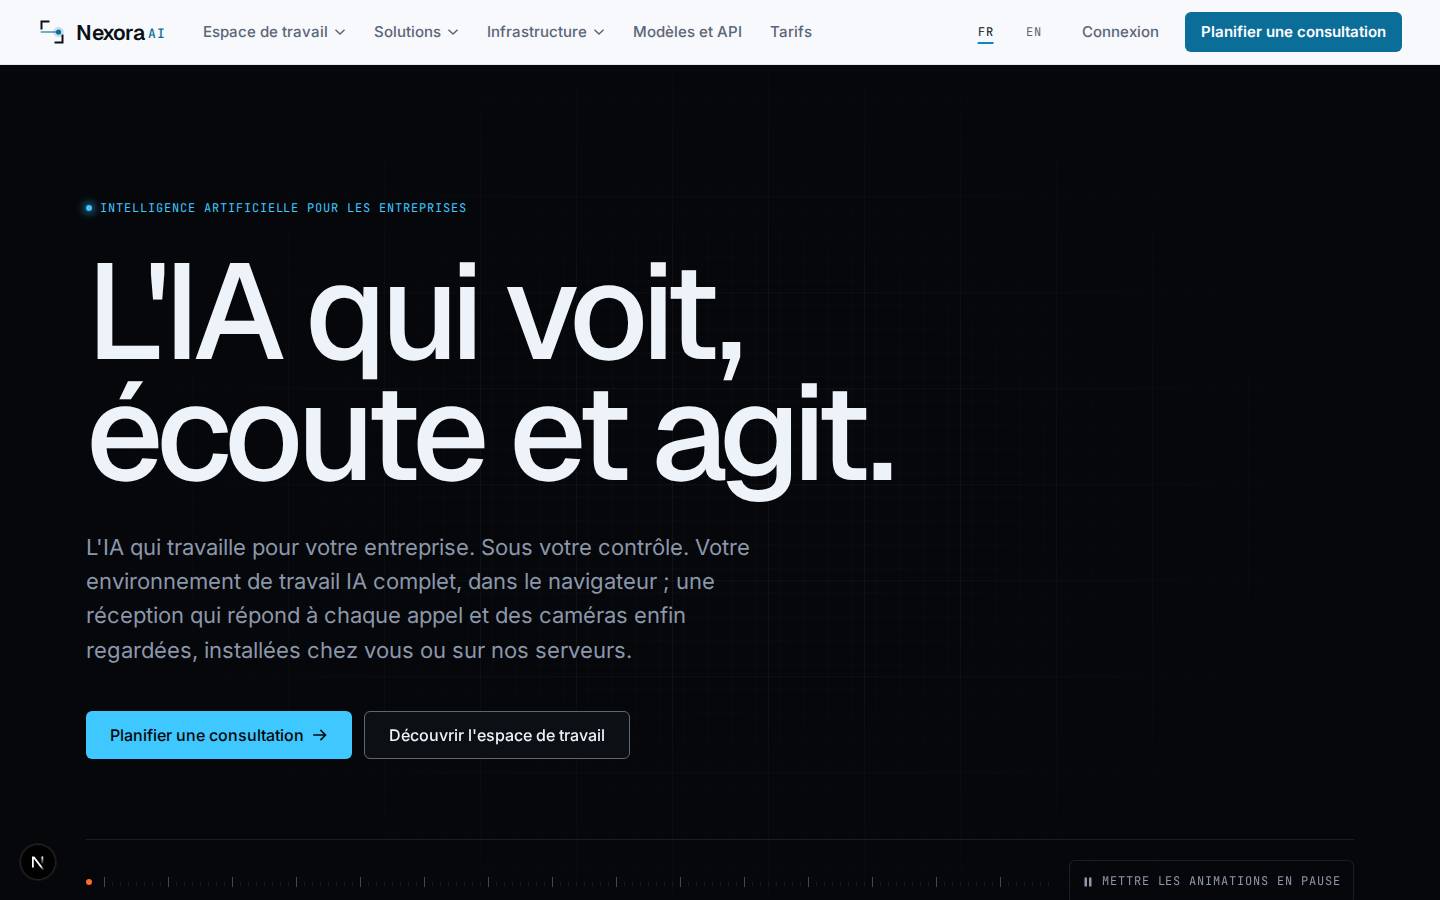 Nexora AI
Espace de travail
Solutions
Infrastructure
Modèles et API
Tarifs
FR
EN
Connexion
Planifier une consultation
INTELLIGENCE ARTIFICIELLE POUR LES ENTREPRISES
L'IA qui voit,
écoute et agit.
L'IA qui travaille pour votre entreprise. Sous votre contrôle. Votre
environnement de travail IA complet, dans le navigateur ; une
réception qui répond à chaque appel et des caméras enfin
regardées, installées chez vous ou sur nos serveurs.
Planifier une consultation →
Découvrir l'espace de travail
N
METTRE LES ANIMATIONS EN PAUSE